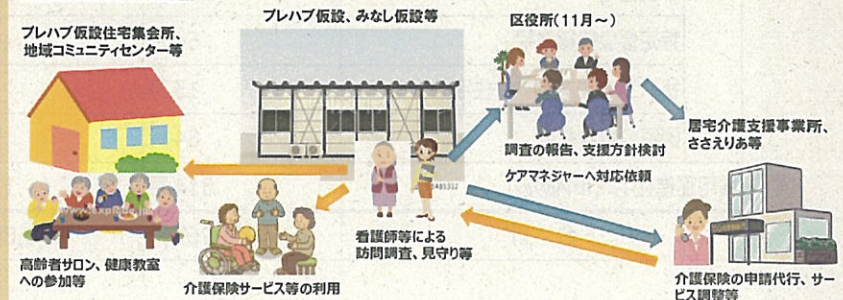 プレハブ仮設住宅集会所、
地域コミュニティセンター等
プレハブ仮設、みなし仮設等
区役所(11月~)
調査の報告、支援方針検討
ケアマネジャーへ対応依頼
居宅介護支援事業所、
ささえりあ等
看護師等による
訪問調査、見守り等
高齢者サロン、健康教室
への参加等
介護保険サービス等の利用
介護保険の申請代行、サー
ビス調整等